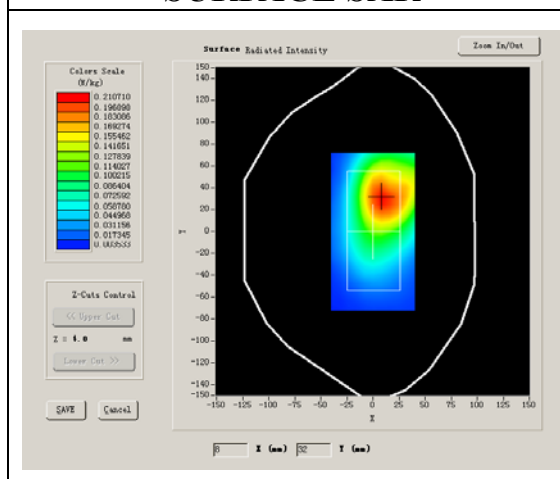 SURFACE SAR
Surface Radiated Intensity
Zoom In/Out
Colors Scale
(W/kg)
0.210710
0.196898
0.183086
0.169274
0.155462
0.141651
0.127839
0.114027
0.100215
0.086404
0.072592
0.058780
0.044968
0.031156
0.017345
0.003533
Z-Cuts Control
<< Upper Cut
Z = 4.0 mm
Lower Cut >>
SAVE
Cancel
150
140
120
100
80
60
40
20
0
-20
-40
-60
-80
-100
-120
-140
-150
Y
-150 -125 -100 -75 -50 -25 0 25 50 75 100 125 150
X
8 X (mm) 32 Y (mm)